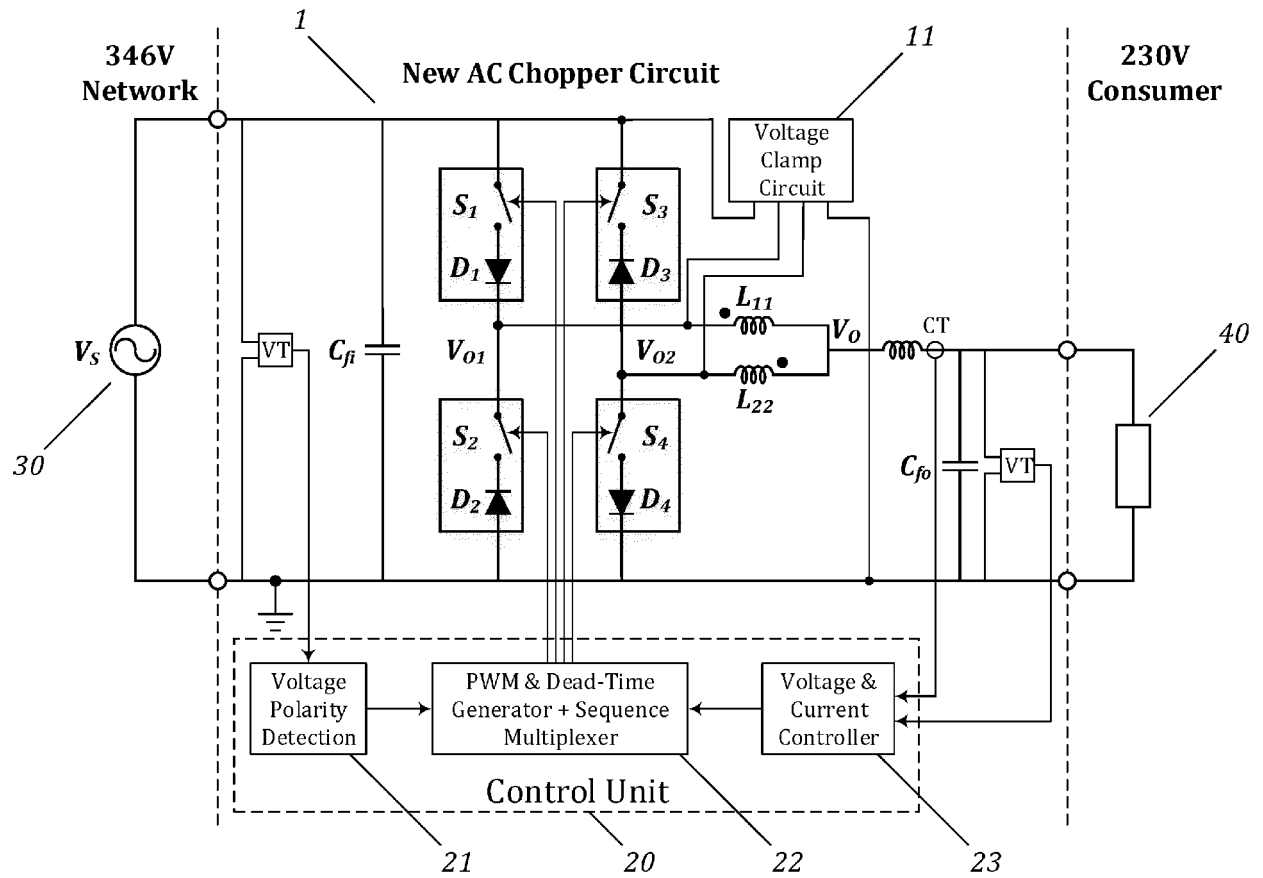 1
11
346V
Network
New AC Chopper Circuit
230V
Consumer
Voltage
Clamp
Circuit
S1
S3
D1
D3
L11
VO1
VO2
VO
CT
L22
VS
VT
Cfi
30
40
S2
S4
D2
D4
Cfo
VT
Voltage
Polarity
Detection
PWM & Dead-Time
Generator + Sequence
Multiplexer
Voltage &
Current
Controller
Control Unit
21
20
22
23